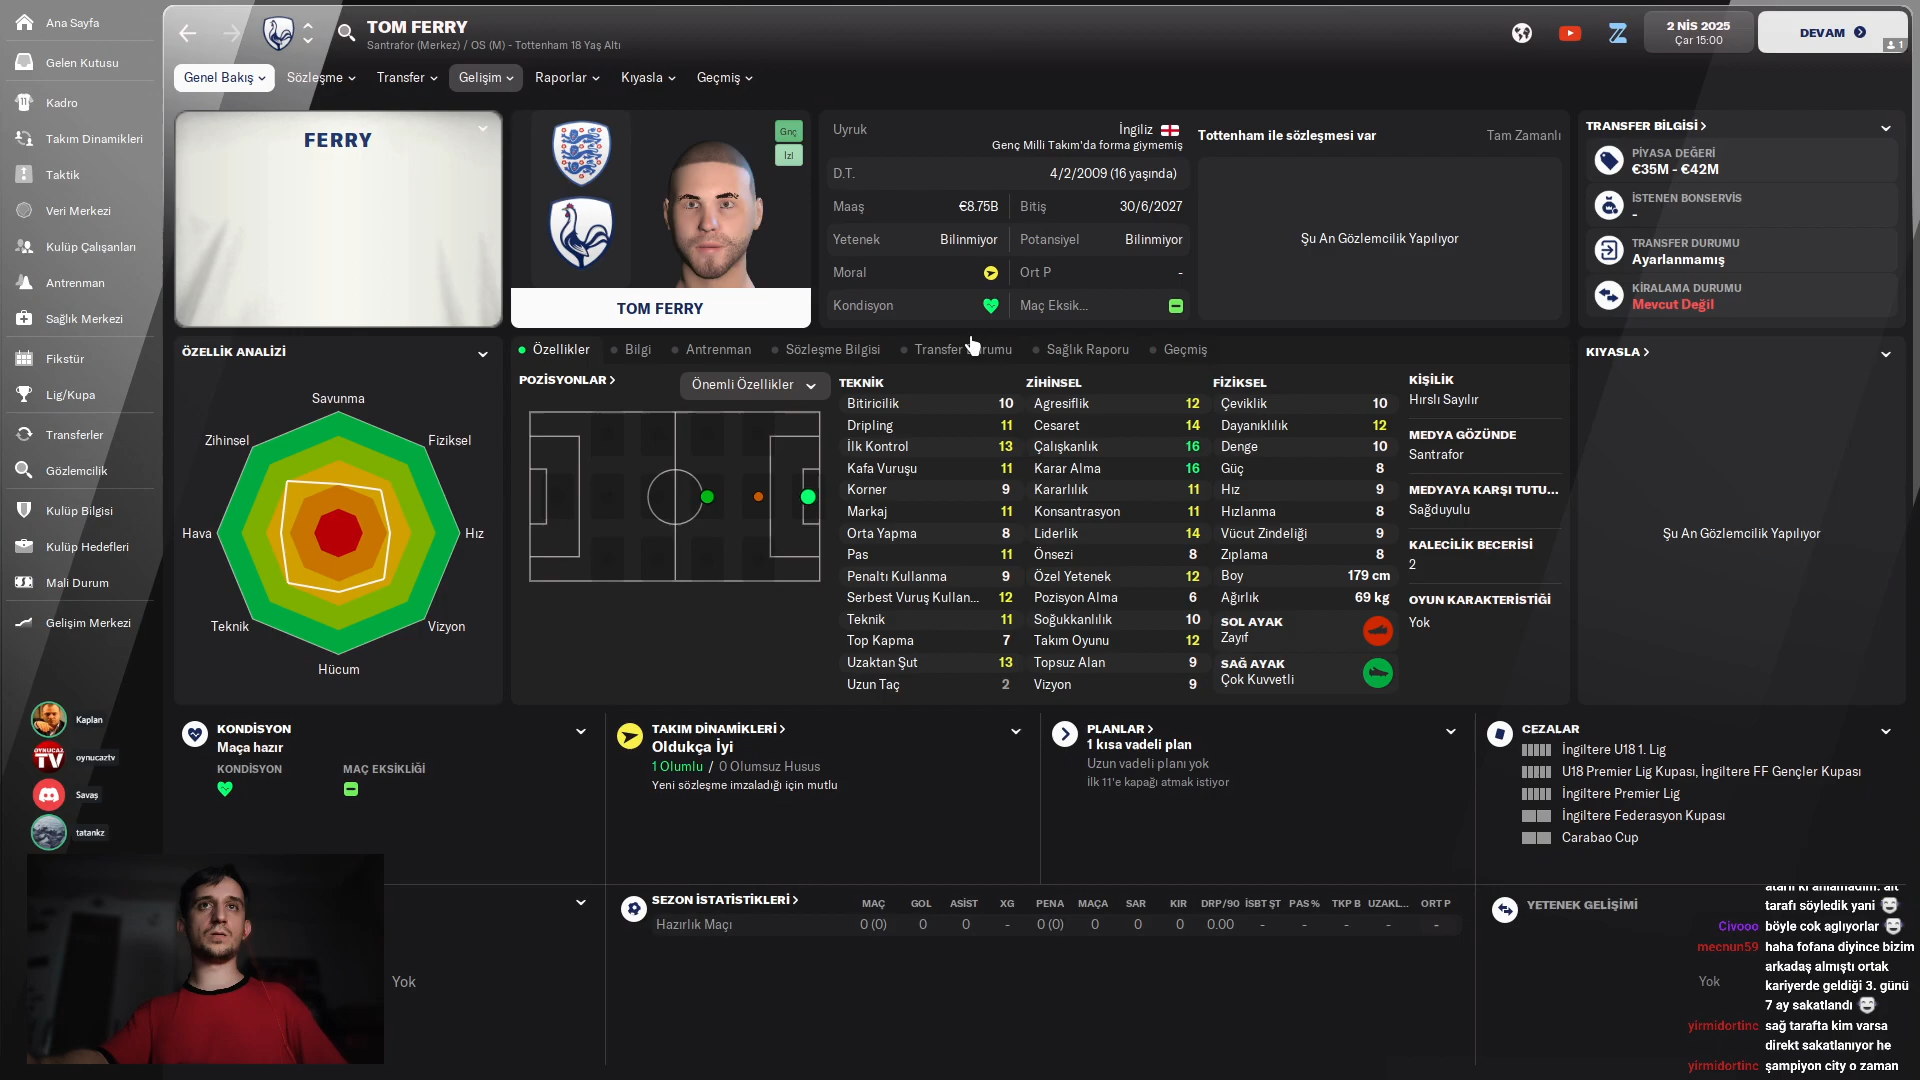 Ana Sayfa
Gelen Kutusu
Kadro
Takım Dinamikleri
Taktik
Veri Merkezi
Kulüp Çalışanları
Antrenman
Sağlık Merkezi
Fikstür
Lig/Kupa
Transferler
Gözlemcilik
Kulüp Bilgisi
Kulüp Hedefleri
Mali Durum
Gelişim Merkezi
Kaplan
OYNUCAZ TV oynucaztv
Savaş
tatankz
TOM FERRY
Santrafor (Merkez) / OS (M) - Tottenham 18 Yaş Altı
2 NİS 2025
Çar 15:00
DEVAM
1
Genel Bakış Sözleşme Transfer Gelişim Raporlar Kıyasla Geçmiş
FERRY
Gnç
İzl
TOM FERRY
Uyruk İngiliz
Genç Milli Takım'da forma giymemiş
D.T. 4/2/2009 (16 yaşında)
Maaş €8.75B Bitiş 30/6/2027
Yetenek Bilinmiyor Potansiyel Bilinmiyor
Moral Ort P -
Kondisyon Maç Eksik...
Tottenham ile sözleşmesi var Tam Zamanlı
Şu An Gözlemcilik Yapılıyor
TRANSFER BİLGİSİ
PİYASA DEĞERİ
€35M - €42M
İSTENEN BONSERVİS
-
TRANSFER DURUMU
Ayarlanmamış
KİRALAMA DURUMU
Mevcut Değil
ÖZELLİK ANALİZİ
Savunma
Zihinsel Fiziksel
Hava Hız
Teknik Vizyon
Hücum
Özellikler Bilgi Antrenman Sözleşme Bilgisi Transfer Durumu Sağlık Raporu Geçmiş
POZİSYONLAR Önemli Özellikler
TEKNİK
Bitiricilik 10
Dripling 11
İlk Kontrol 13
Kafa Vuruşu 11
Korner 9
Markaj 11
Orta Yapma 8
Pas 11
Penaltı Kullanma 9
Serbest Vuruş Kullan... 12
Teknik 11
Top Kapma 7
Uzaktan Şut 13
Uzun Taç 2
ZİHİNSEL
Agresiflik 12
Cesaret 14
Çalışkanlık 16
Karar Alma 16
Kararlılık 11
Konsantrasyon 11
Liderlik 14
Önsezi 8
Özel Yetenek 12
Pozisyon Alma 6
Soğukkanlılık 10
Takım Oyunu 12
Topsuz Alan 9
Vizyon 9
FİZİKSEL
Çeviklik 10
Dayanıklılık 12
Denge 10
Güç 8
Hız 9
Hızlanma 8
Vücut Zindeliği 9
Zıplama 8
Boy 179 cm
Ağırlık 69 kg
SOL AYAK
Zayıf
SAĞ AYAK
Çok Kuvvetli
KİŞİLİK
Hırslı Sayılır
MEDYA GÖZÜNDE
Santrafor
MEDYAYA KARŞI TUTU...
Sağduyulu
KALECİLİK BECERİSİ
2
OYUN KARAKTERİSTİĞİ
Yok
KIYASLA
Şu An Gözlemcilik Yapılıyor
KONDİSYON
Maça hazır
KONDİSYON MAÇ EKSİKLİĞİ
TAKIM DİNAMİKLERİ
Oldukça İyi
1 Olumlu / 0 Olumsuz Husus
Yeni sözleşme imzaladığı için mutlu
PLANLAR
1 kısa vadeli plan
Uzun vadeli planı yok
İlk 11'e kapağı atmak istiyor
CEZALAR
İngiltere U18 1. Lig
U18 Premier Lig Kupası, İngiltere FF Gençler Kupası
İngiltere Premier Lig
İngiltere Federasyon Kupası
Carabao Cup
Yok
SEZON İSTATİSTİKLERİ MAÇ GOL ASİST XG PENA MAÇA SAR KIR DRP/90 İSBT ŞT PAS % TKP B UZAKL... ORT P
Hazırlık Maçı 0 (0) 0 0 - 0 (0) 0 0 0 0.00 - - - - -
YETENEK GELİŞİMİ
Yok
tarafı söyledik yani
Civooo böyle cok aglıyorlar
mecnun59 haha fofana diyince bizim
arkadaş almıştı ortak
kariyerde geldiği 3. günü
7 ay sakatlandı
yirmidortinc sağ tarafta kim varsa
direkt sakatlanıyor he
yirmidortinc şampiyon city o zaman